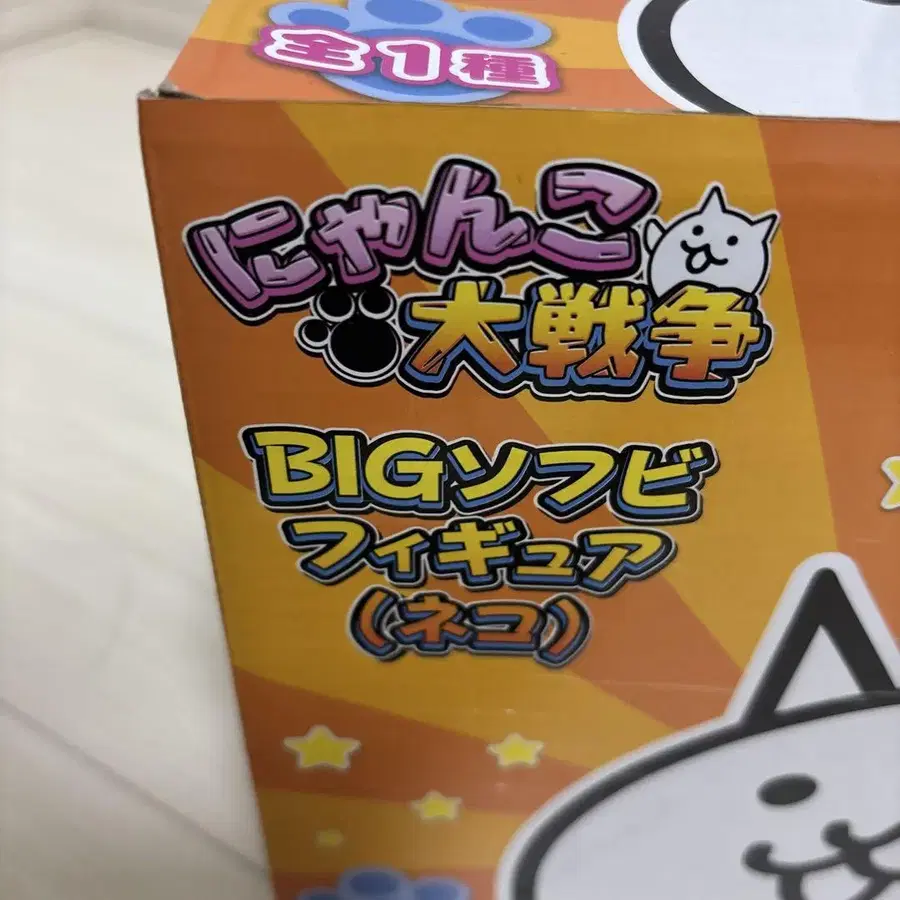 全1種
にゃんこ
大戦争
BIGソフビ
フィギュア
(ネコ)